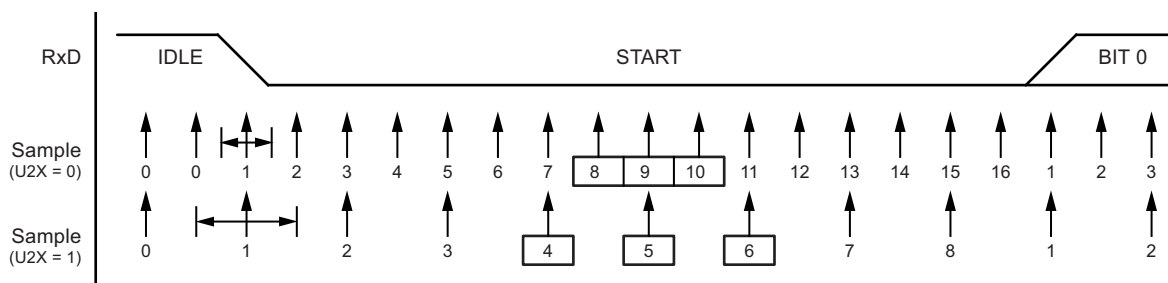 RxD IDLE START BIT 0
Sample
(U2X = 0)
0 0 1 2 3 4 5 6 7 8 9 10 11 12 13 14 15 16 1 2 3
Sample
(U2X = 1)
0 1 2 3 4 5 6 7 8 1 2